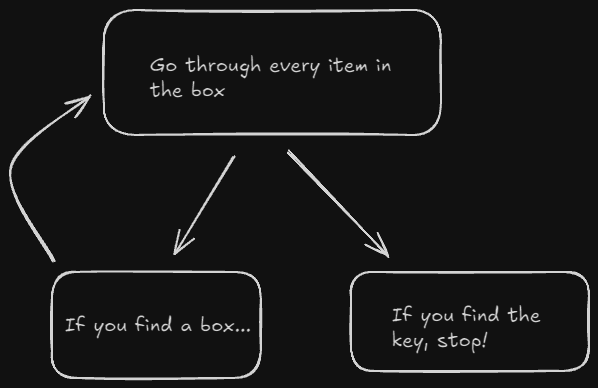 Go through every item in
the box
If you find a box...
If you find the
key, stop!